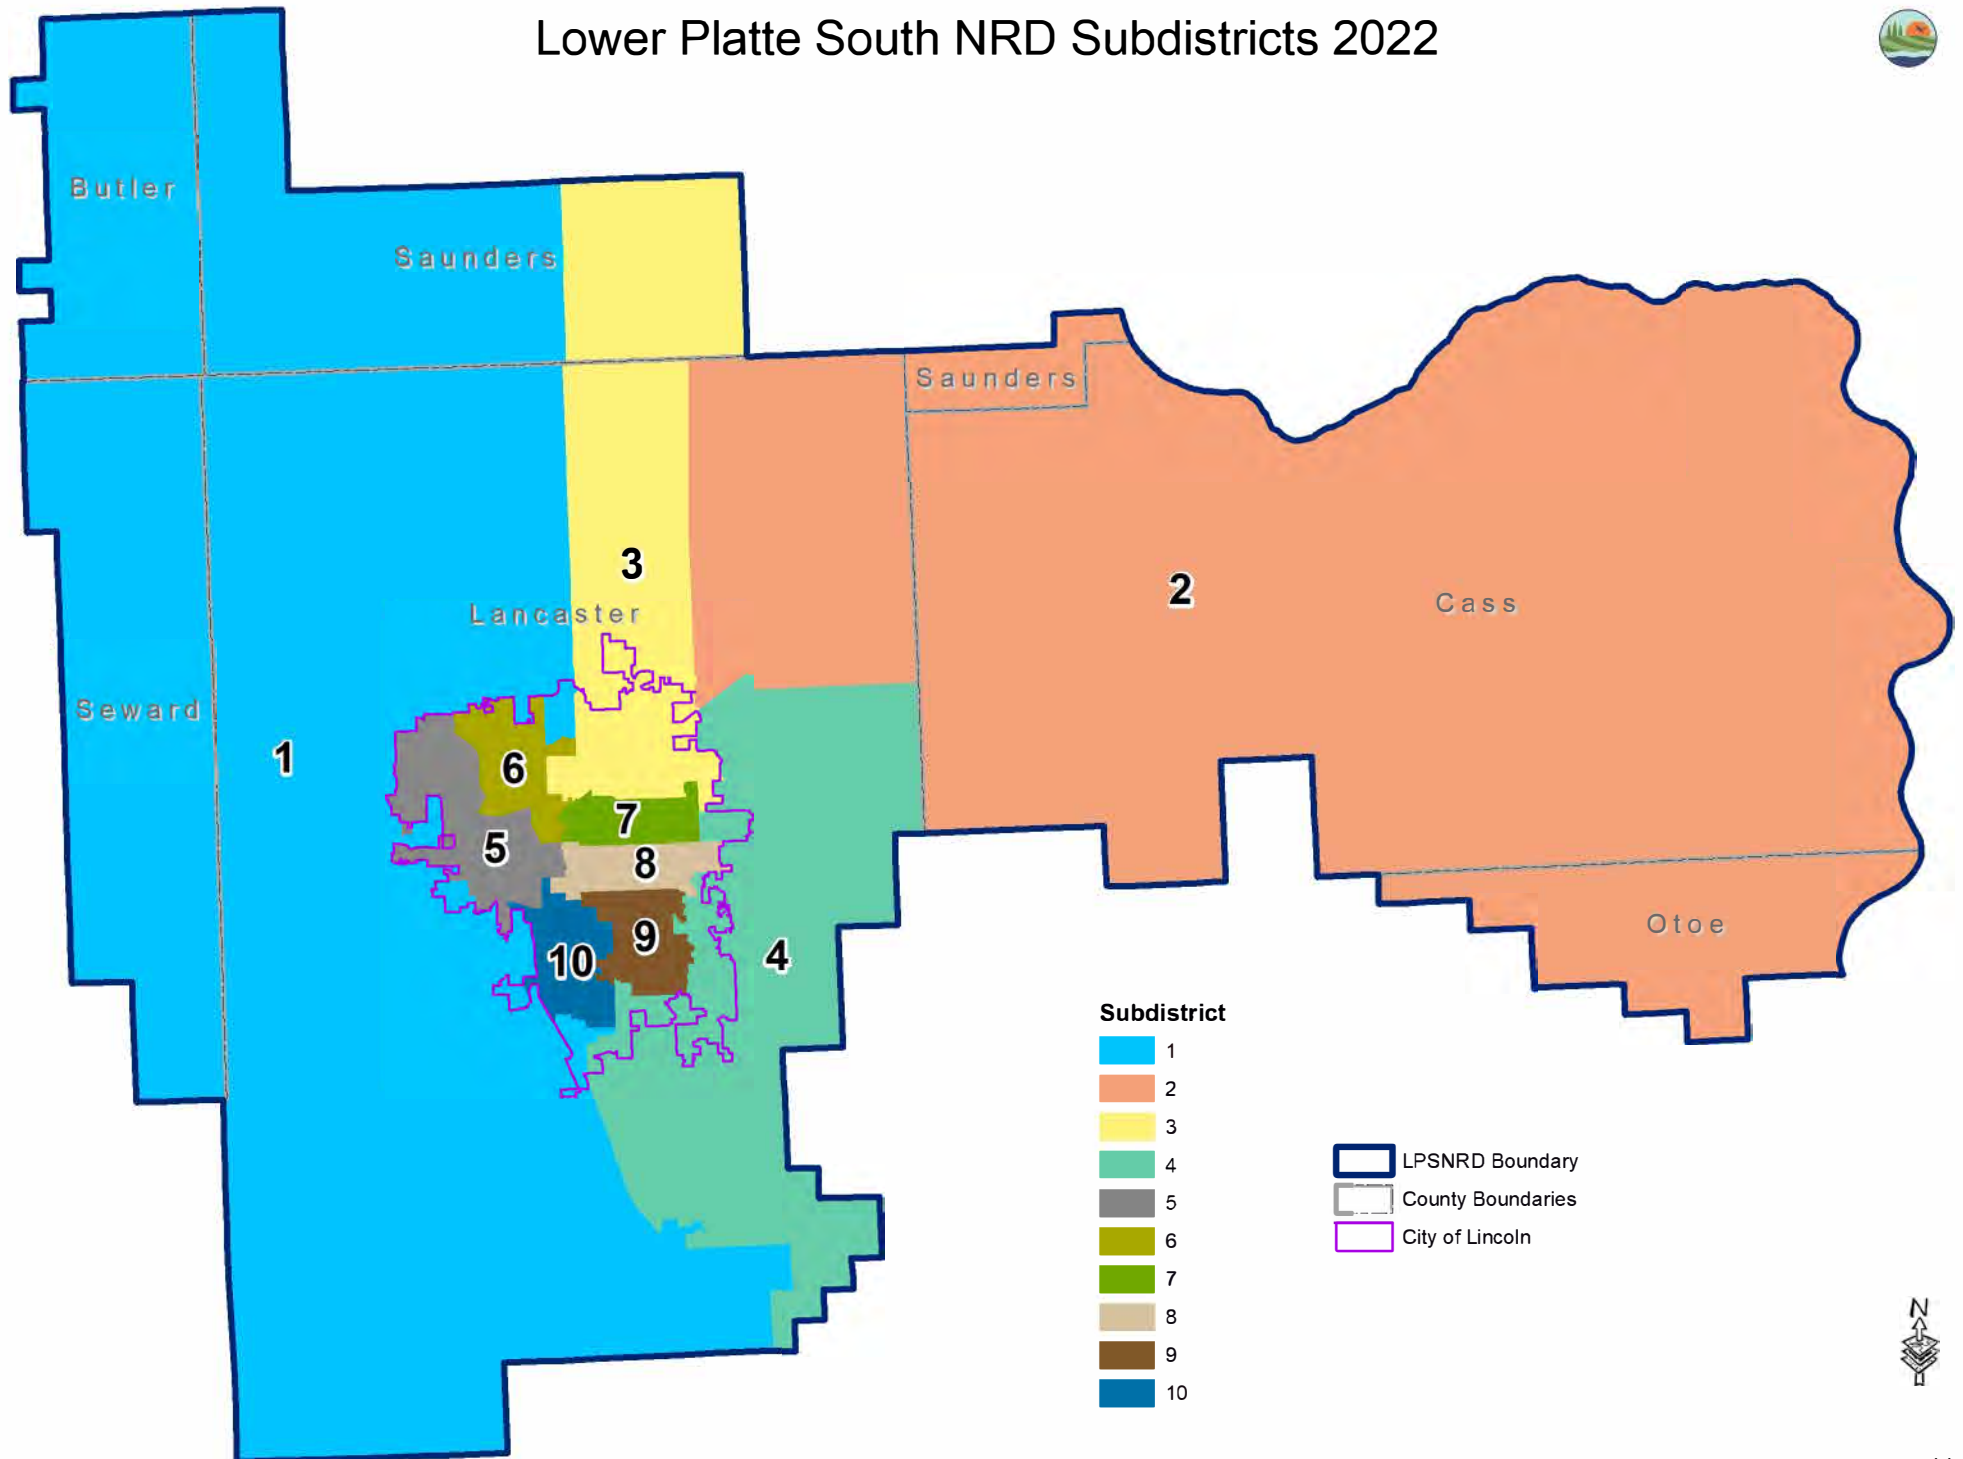 Lower Platte South NRD Subdistricts 2022
Butler
Saunders
Saunders
3
2
Cass
Lancaster
Seward
1
6
7
5
8
9
10
4
Otoe
Subdistrict
1
2
3
4
5
6
7
8
9
10
LPSNRD Boundary
County Boundaries
City of Lincoln
N